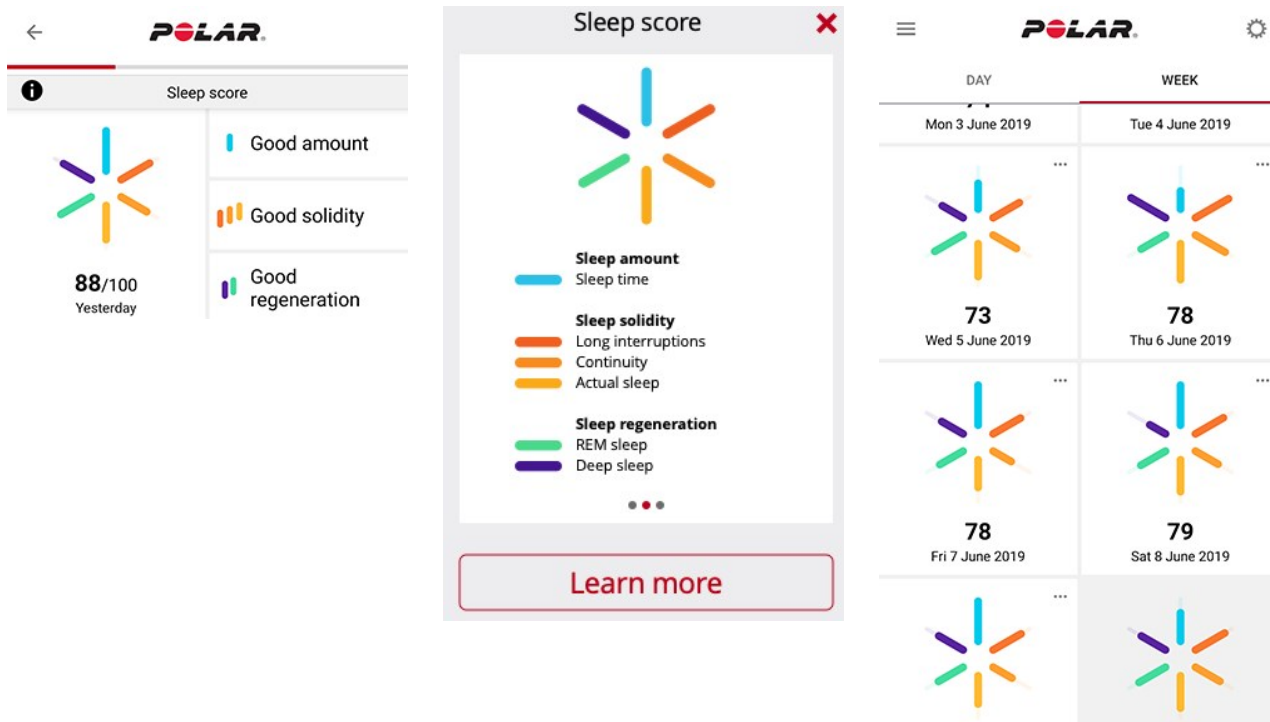 POLAR
Sleep score
Good amount
Good solidity
Good
regeneration
88/100
Yesterday
Sleep score
Sleep amount
Sleep time
Sleep solidity
Long interruptions
Continuity
Actual sleep
Sleep regeneration
REM sleep
Deep sleep
Learn more
POLAR
DAY
WEEK
Mon 3 June 2019
Tue 4 June 2019
73
Wed 5 June 2019
78
Thu 6 June 2019
78
Fri 7 June 2019
79
Sat 8 June 2019